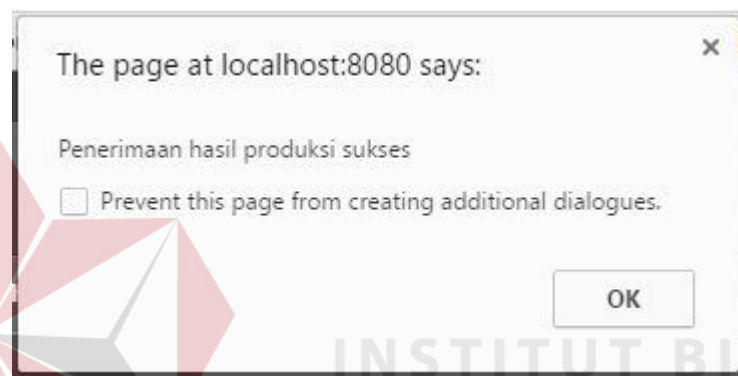 The page at localhost:8080 says:
Penerimaan hasil produksi sukses
Prevent this page from creating additional dialogues.
OK
INSTITUT BI